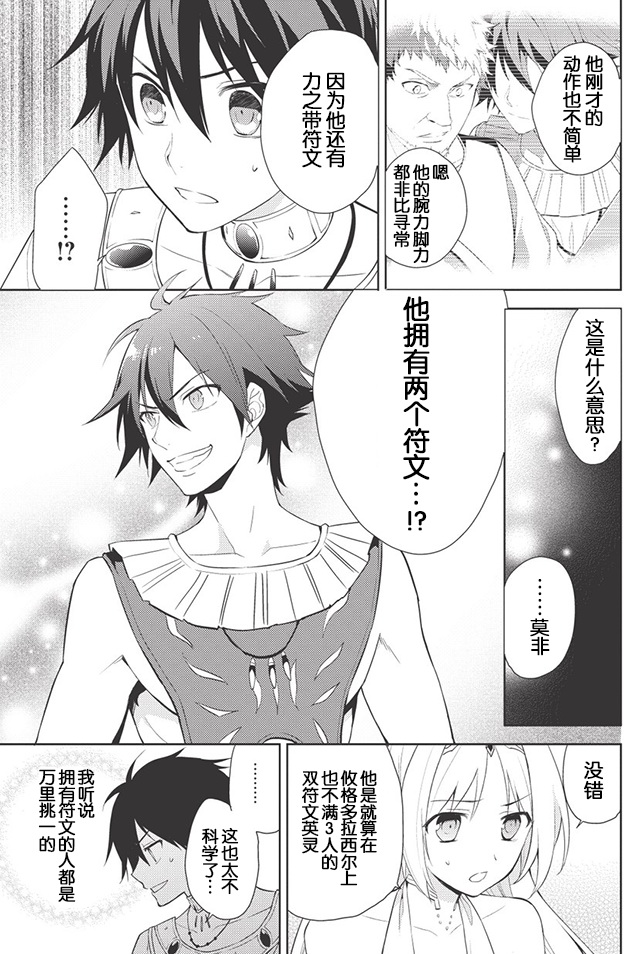 他刚才的
动作也不简单
嗯
他的腕力脚力
都非比寻常
因为他还有
力之带符文
……!?
这是什么意思？
……
莫非
他拥有两个符文…!?
没错
他是就算在
攸格多拉西尔上
也不满3人的
双符文英灵
这也太不
科学了…
我听说
拥有符文的人都是
万里挑一的